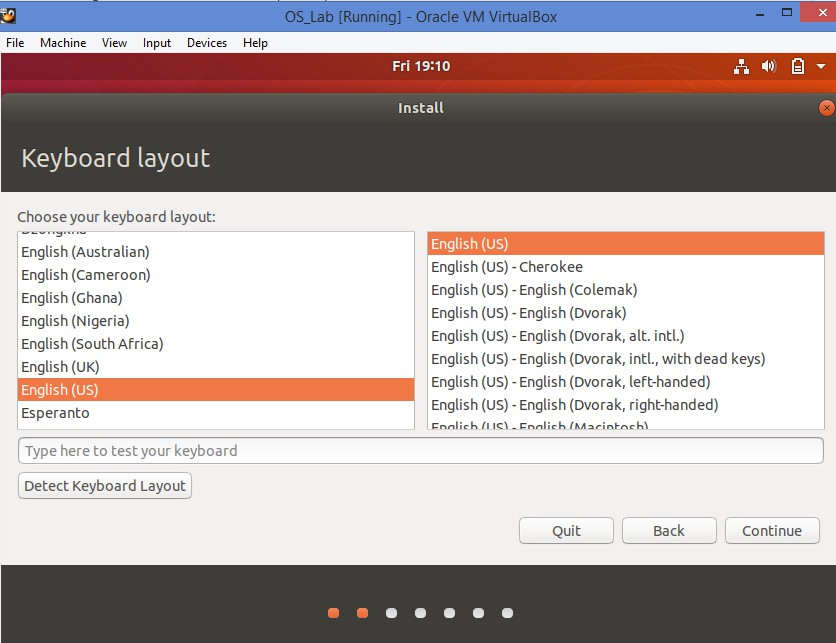 OS_Lab [Running] - Oracle VM VirtualBox
File Machine View Input Devices Help
Fri 19:10
Install
Keyboard layout
Choose your keyboard layout:
Dzongkha
English (Australian)
English (Cameroon)
English (Ghana)
English (Nigeria)
English (South Africa)
English (UK)
English (US)
Esperanto
English (US)
English (US) - Cherokee
English (US) - English (Colemak)
English (US) - English (Dvorak)
English (US) - English (Dvorak, alt. intl.)
English (US) - English (Dvorak, intl., with dead keys)
English (US) - English (Dvorak, left-handed)
English (US) - English (Dvorak, right-handed)
English (US) - English (Macintosh)
Type here to test your keyboard
Detect Keyboard Layout
Quit Back Continue